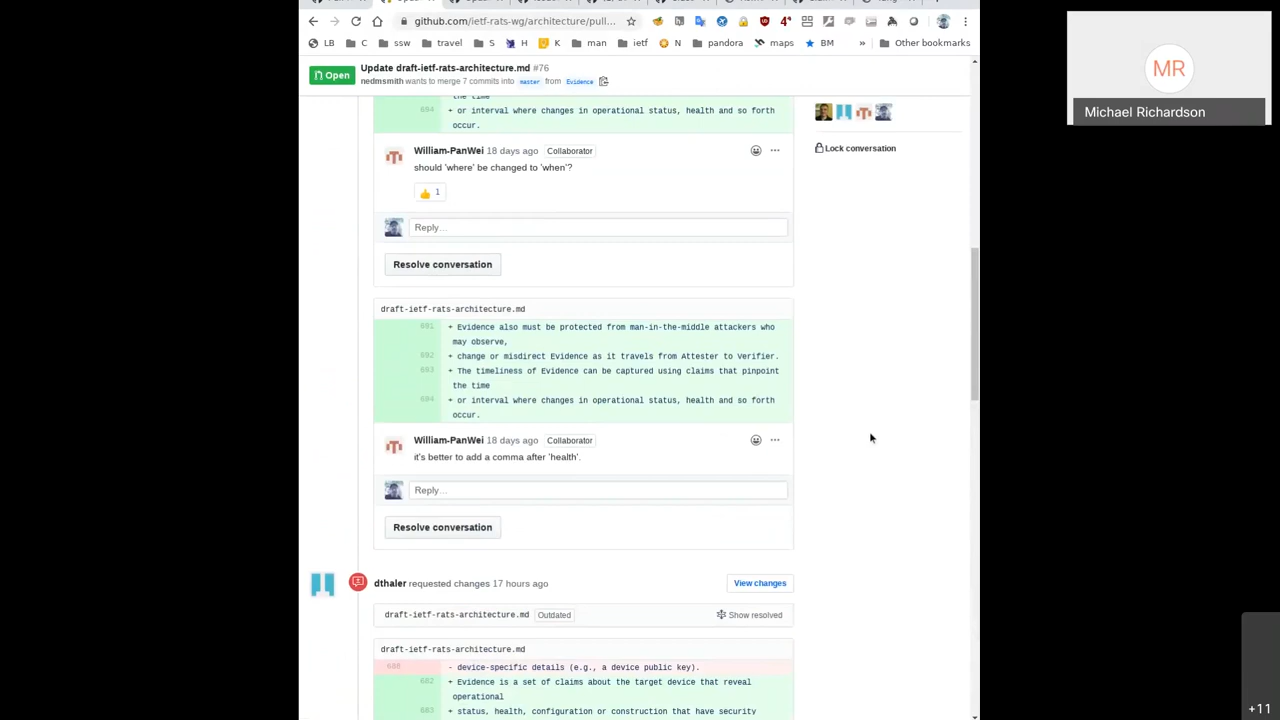 github.com/ietf-rats-wg/architecture/pull...
LB C ssw travel S H K man ietf N pandora maps BM » Other bookmarks
Open
Update draft-ietf-rats-architecture.md #76
nedmsmith wants to merge 7 commits into master from Evidence
the time
694 + or interval where changes in operational status, health and so forth
occur.
William-PanWei 18 days ago Collaborator
should 'where' be changed to 'when'?
👍 1
Reply...
Resolve conversation
draft-ietf-rats-architecture.md
+ Evidence also must be protected from man-in-the-middle attackers who
may observe,
692 + change or misdirect Evidence as it travels from Attester to Verifier.
693 + The timeliness of Evidence can be captured using claims that pinpoint
the time
694 + or interval where changes in operational status, health and so forth
occur.
William-PanWei 18 days ago Collaborator
it's better to add a comma after 'health'.
Reply...
Resolve conversation
dthaler requested changes 17 hours ago
View changes
draft-ietf-rats-architecture.md Outdated
Show resolved
draft-ietf-rats-architecture.md
680 - device-specific details (e.g., a device public key).
682 + Evidence is a set of claims about the target device that reveal
operational
683 + status, health, configuration or construction that have security
Lock conversation
MR
Michael Richardson
+11